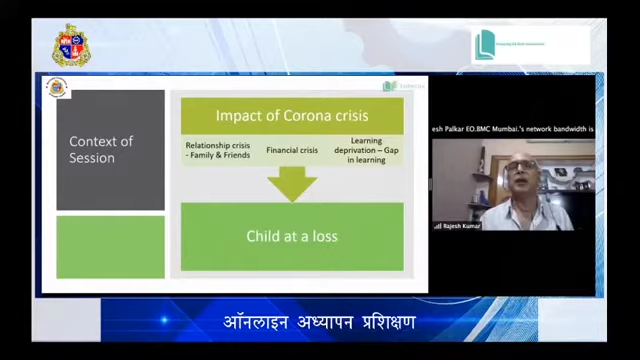 Context of
Session
Impact of Corona crisis
Relationship crisis
- Family & Friends
Financial crisis
Learning
deprivation – Gap
in learning
Child at a loss
esh Palkar EO.BMC Mumbai.'s network bandwidth is
Rajesh Kumar
ऑनलाइन अध्यापन प्रशिक्षण